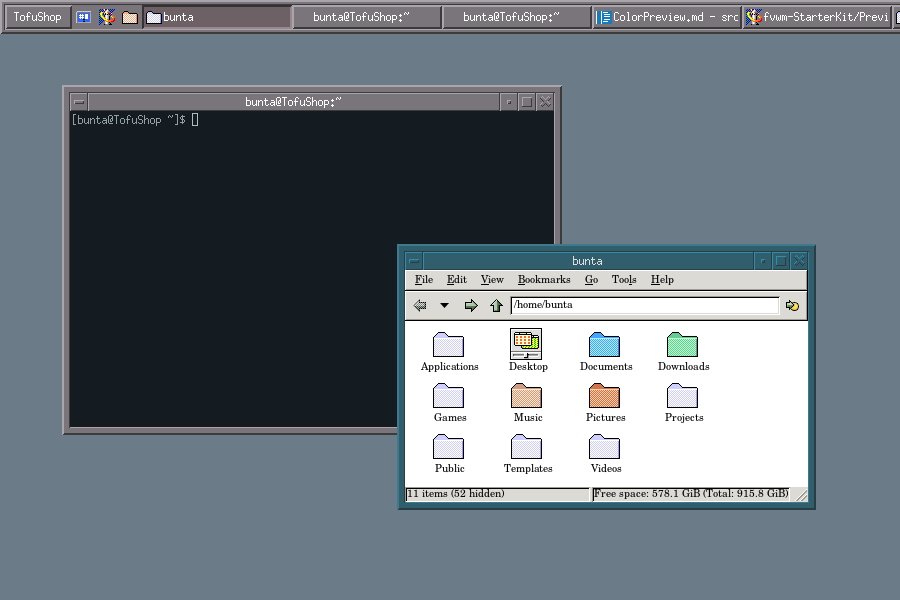 TofuShop bunta bunta@TofuShop:~" bunta@TofuShop:~" ColorPreview.md - src fvwm-StarterKit/Previ
bunta@TofuShop:~"
[bunta@TofuShop ~]$
bunta
File Edit View Bookmarks Go Tools Help
/home/bunta
Applications Desktop Documents Downloads
Games Music Pictures Projects
Public Templates Videos
11 items (52 hidden) Free space: 578.1 GiB (Total: 915.8 GiB)